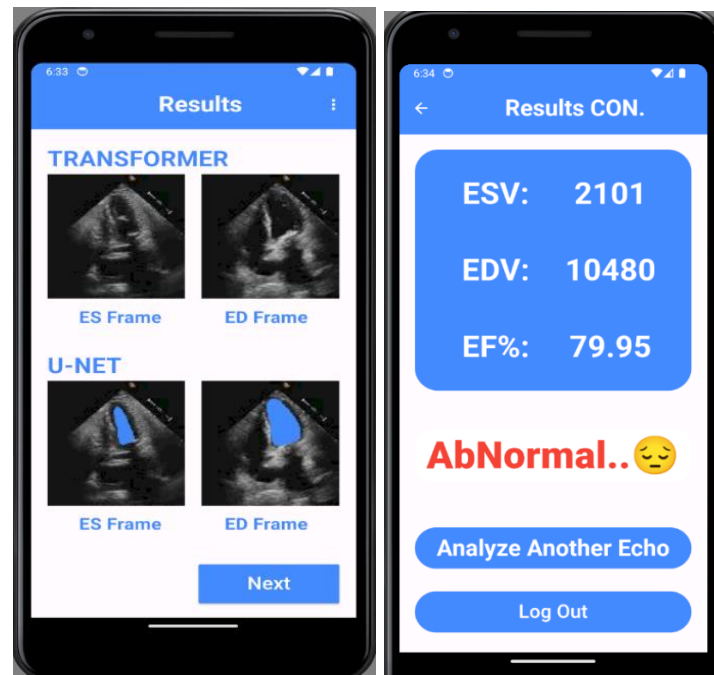 6:33
Results
TRANSFORMER
ES Frame ED Frame
U-NET
ES Frame ED Frame
Next
6:34
Results CON.
ESV: 2101
EDV: 10480
EF%: 79.95
AbNormal..😔
Analyze Another Echo
Log Out